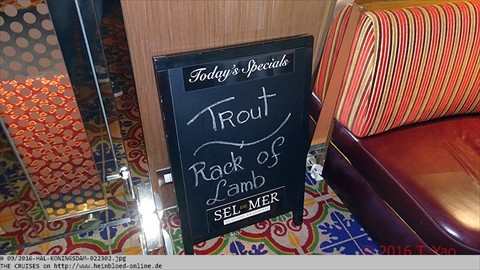 Today's Specials
Trout
Rack of
Lamb
SEL de MER
© 2016 T. Yao
@ 09/2016-HAL-KONINGSDAM-022302.jpg
THE CRUISES on http://www.heinbloed-online.de